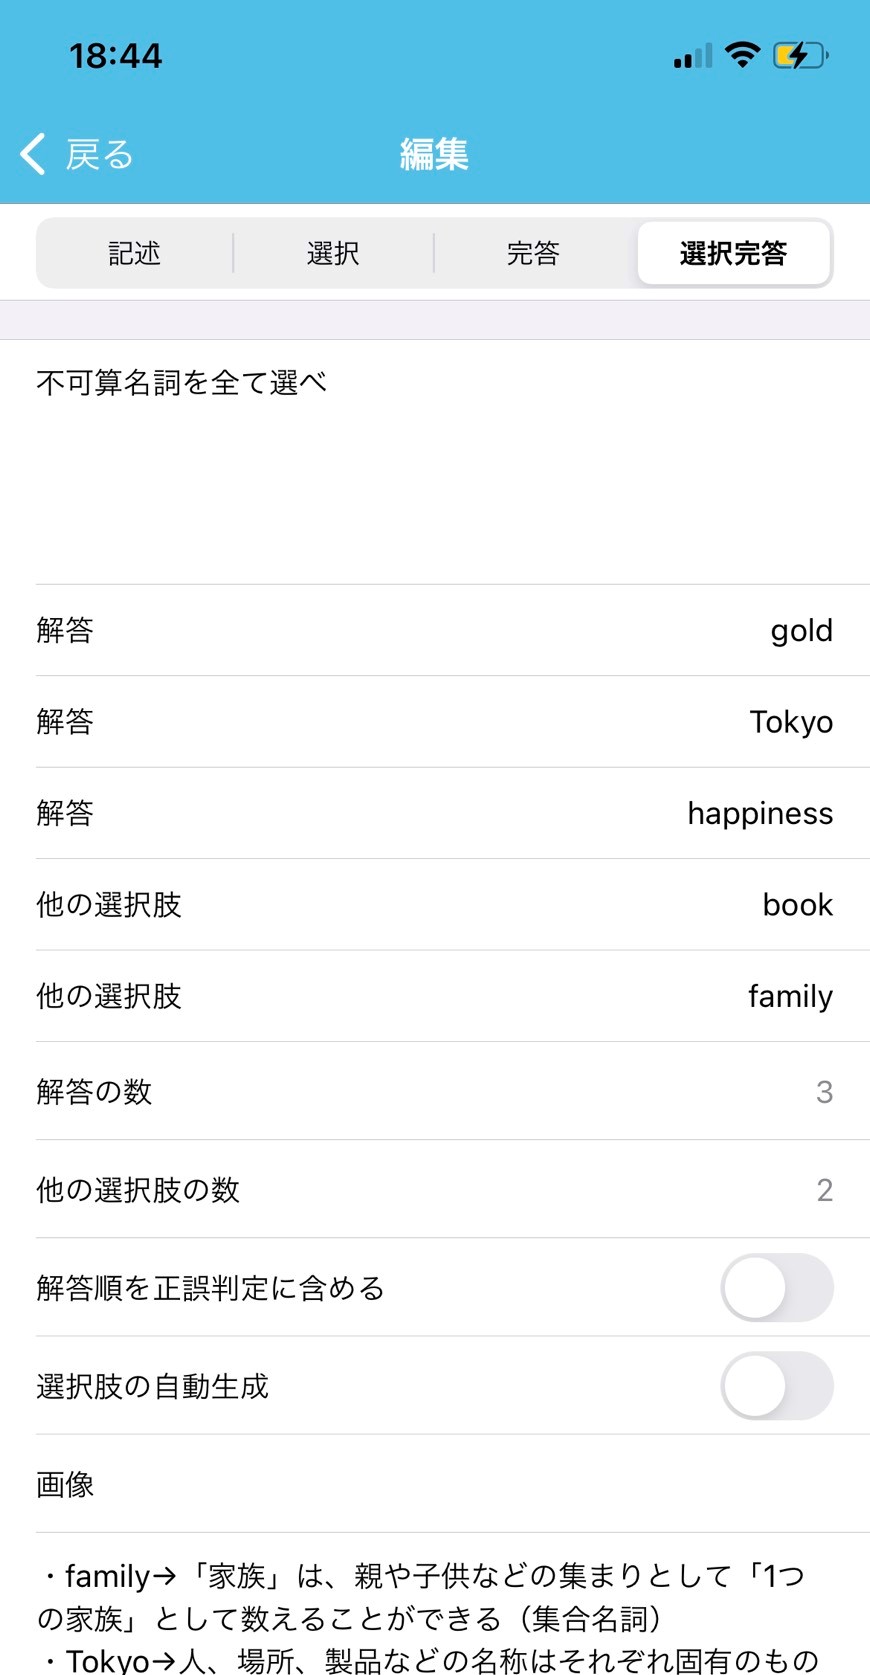 18:44
戻る
編集
記述
選択
完答
選択完答
不可算名詞を全て選べ
解答 gold
解答 Tokyo
解答 happiness
他の選択肢 book
他の選択肢 family
解答の数 3
他の選択肢の数 2
解答順を正誤判定に含める
選択肢の自動生成
画像
・family→「家族」は、親や子供などの集まりとして「1つ
の家族」として数えることができる（集合名詞）
・Tokyo→人、場所、製品などの名称はそれぞれ固有のもの